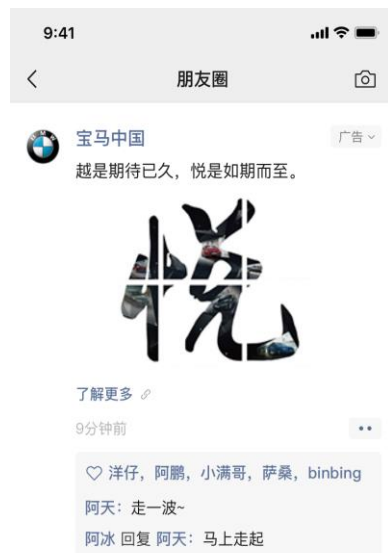 9:41
朋友圈
宝马中国
广告
越是期待已久，悦是如期而至。
悦
了解更多
9分钟前
洋仔，阿鹏，小满哥，萨桑，binbing
阿天：走一波~
阿冰 回复 阿天：马上走起